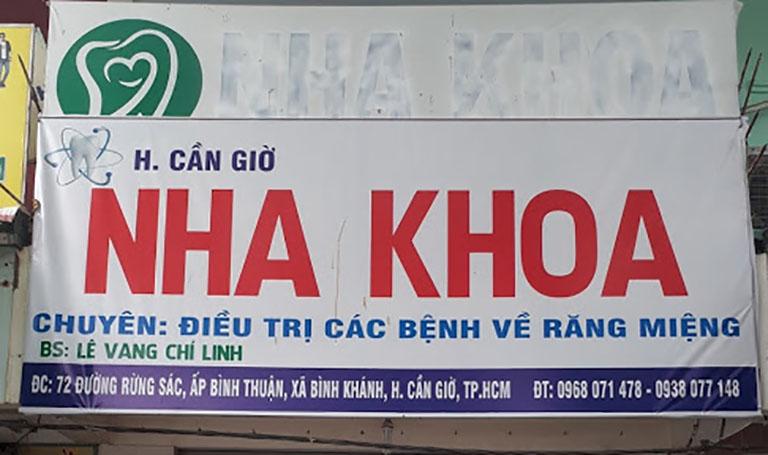 NHA KHOA
H. CẦN GIỜ
NHA KHOA
CHUYÊN: ĐIỀU TRỊ CÁC BỆNH VỀ RĂNG MIỆNG
BS: LÊ VANG CHÍ LINH
ĐC: 72 ĐƯỜNG RỪNG SÁC, ẤP BÌNH THUẬN, XÃ BÌNH KHÁNH, H. CẦN GIỜ, TP.HCM ĐT: 0968 071 478 - 0938 077 148